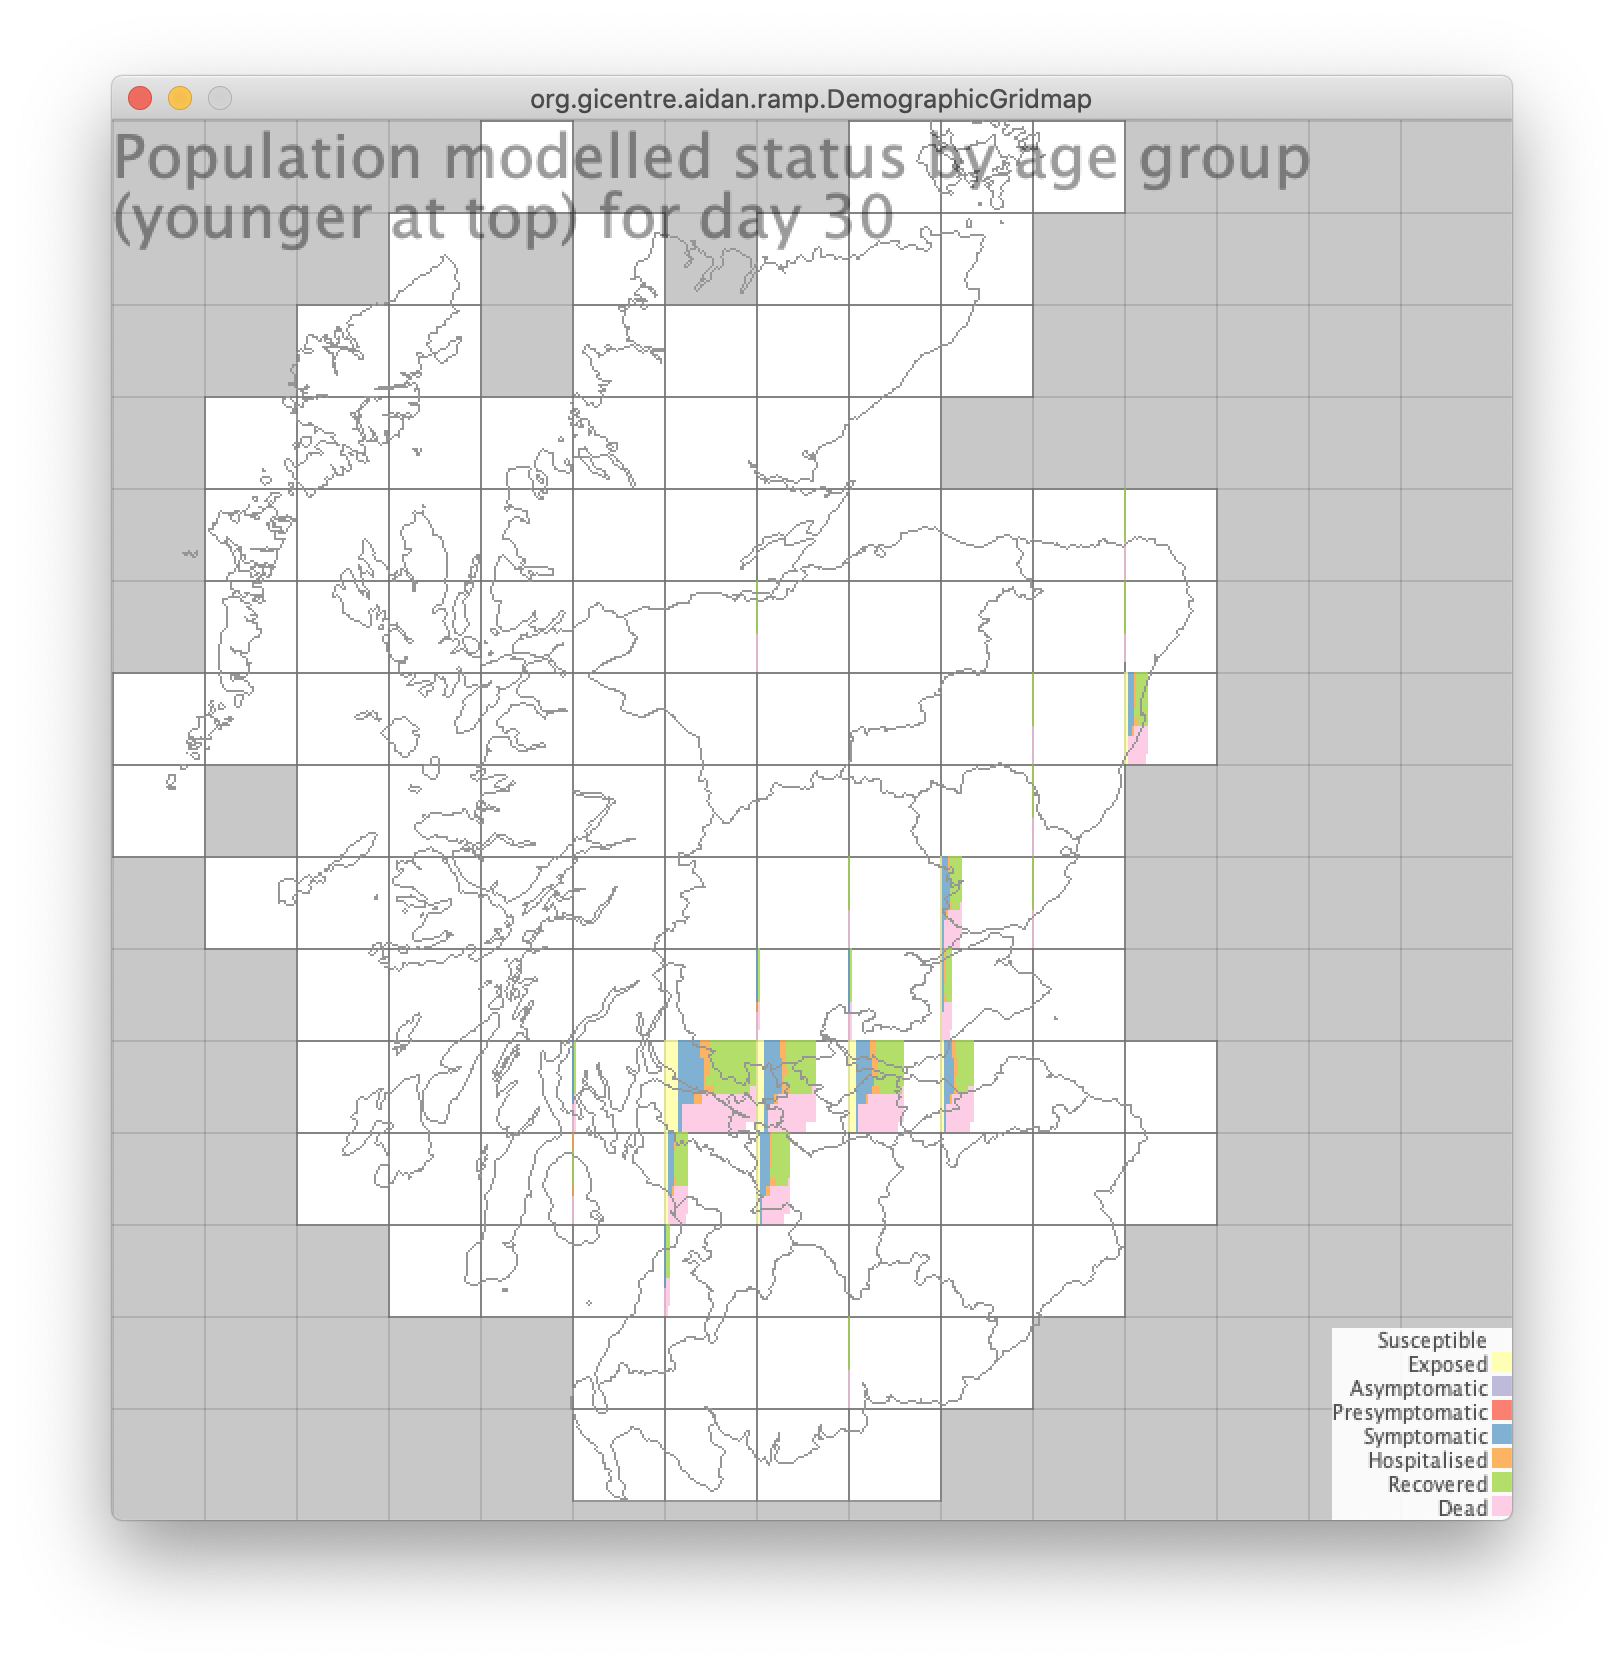 org.gicentre.aidan.ramp.DemographicGridmap
Population modelled status by age group
(younger at top) for day 30
Susceptible
Exposed
Asymptomatic
Presymptomatic
Symptomatic
Hospitalised
Recovered
Dead